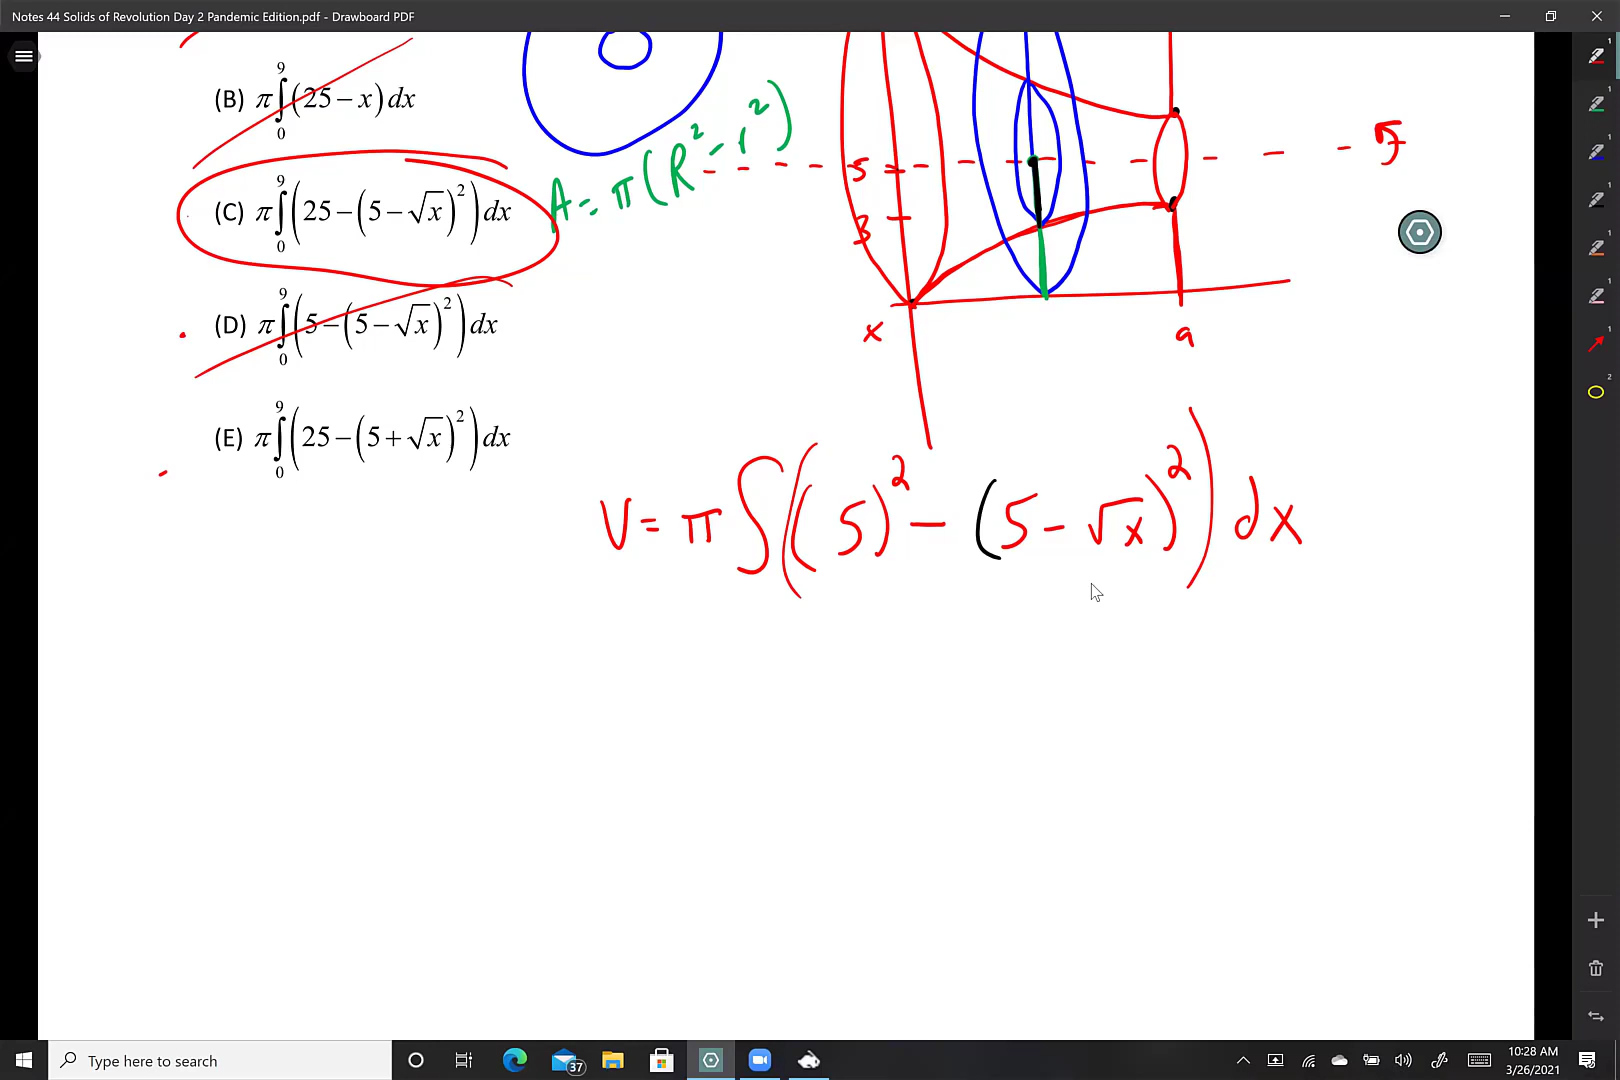 Notes 44 Solids of Revolution Day 2 Pandemic Edition.pdf - Drawboard PDF
(B) π∫₀⁹(25−x)dx
(C) π∫₀⁹(25−(5−√x)²)dx
A = π(R² − r²)
5
3
x
9
(D) π∫₀⁹(5−(5−√x)²)dx
(E) π∫₀⁹(25−(5+√x)²)dx
V = π∫((5)² − (5−√x)²)dx
Type here to search
37
10:28 AM
3/26/2021